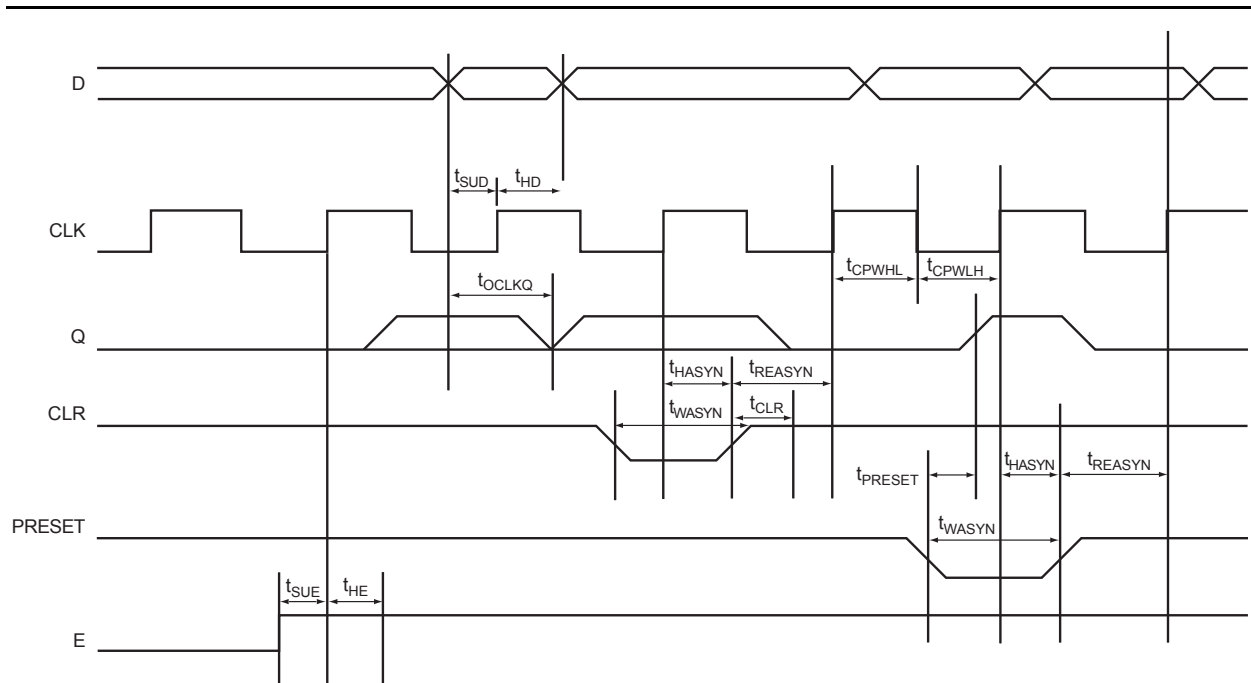 D
tSUD tHD
CLK
tCPWHL tCPWLH
tOCLKQ
Q
tHASYN tREASYN
CLR
tWASYN tCLR
tPRESET tHASYN tREASYN
PRESET
tWASYN
tSUE tHE
E